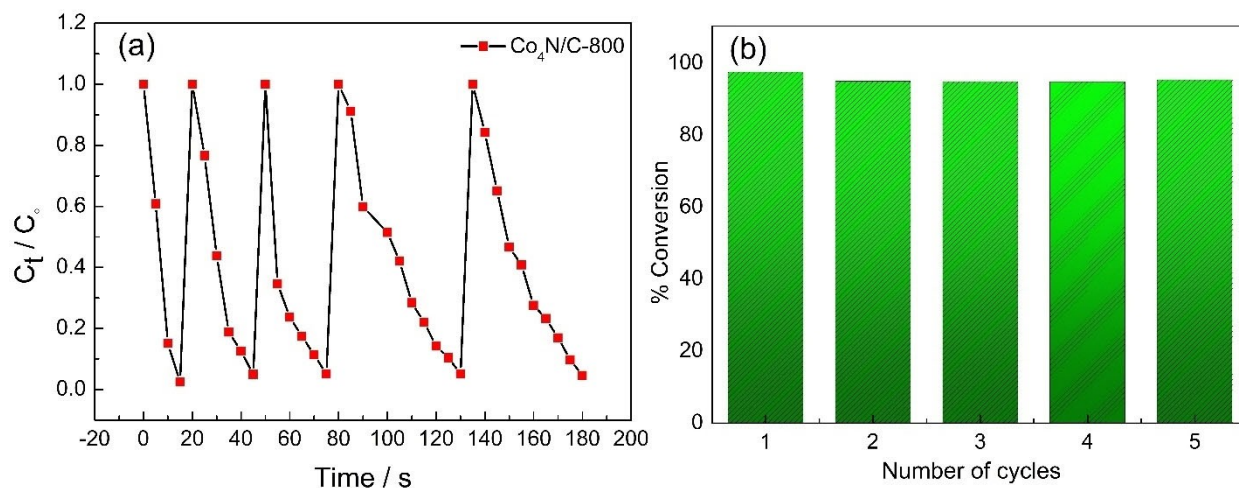 (a)
Co₄N/C-800
1.2
1.0
0.8
0.6
0.4
0.2
0.0
Cₜ / C○
-20 0 20 40 60 80 100 120 140 160 180 200
Time / s
(b)
100
80
60
40
20
0
% Conversion
1 2 3 4 5
Number of cycles